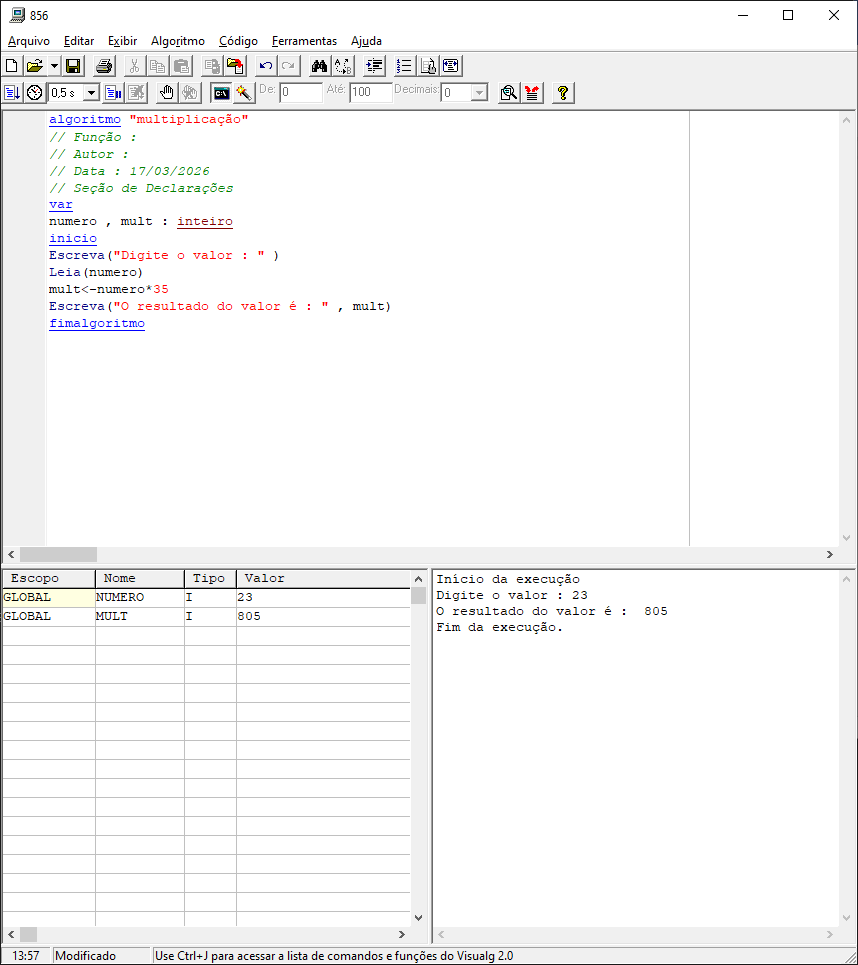 856
Arquivo Editar Exibir Algoritmo Código Ferramentas Ajuda
0,5 s De: 0 Até: 100 Decimais: 0
algoritmo "multiplicação"
// Função :
// Autor :
// Data : 17/03/2026
// Seção de Declarações
var
numero , mult : inteiro
inicio
Escreva("Digite o valor : " )
Leia(numero)
mult<-numero*35
Escreva("O resultado do valor é : " , mult)
fimalgoritmo
Escopo Nome Tipo Valor
GLOBAL NUMERO I 23
GLOBAL MULT I 805
Início da execução
Digite o valor : 23
O resultado do valor é :  805
Fim da execução.
13:57 Modificado Use Ctrl+J para acessar a lista de comandos e funções do Visualg 2.0